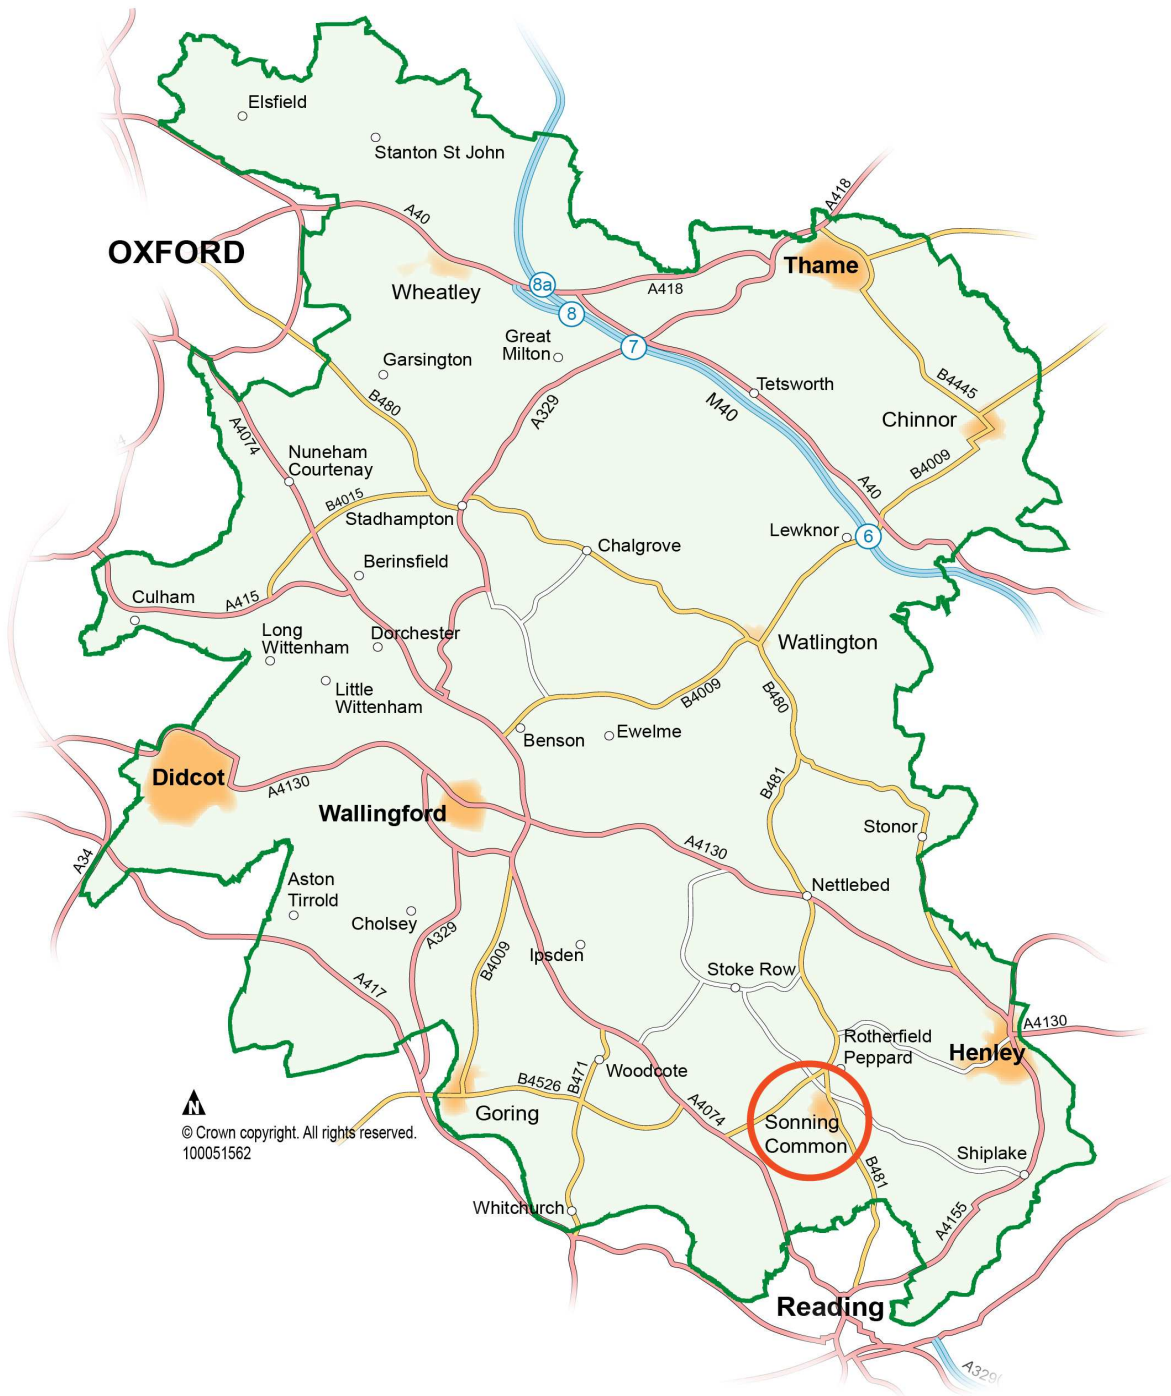 Elsfield
Stanton St John
A418
A40
OXFORD
Thame
8a
Wheatley
A418
8
Great
Milton
7
Garsington
Tetsworth
B4445
B480
A329
M40
Chinnor
A4074
Nuneham
Courtenay
B4009
A40
B4015
Stadhampton
Lewknor
6
Chalgrove
Berinsfield
Culham
A415
Long
Wittenham
Dorchester
Watlington
Little
Wittenham
B4009
B480
Benson
Ewelme
Didcot
A4130
B481
Wallingford
Stonor
A4130
A34
Nettlebed
Aston
Tirrold
Cholsey
A329
B4009
Ipsden
Stoke Row
A417
A4130
Rotherfield
Peppard
Henley
Woodcote
B4526
B471
N
Goring
A4074
© Crown copyright. All rights reserved.
100051562
Sonning
Common
Shiplake
B481
Whitchurch
A4155
Reading
A329